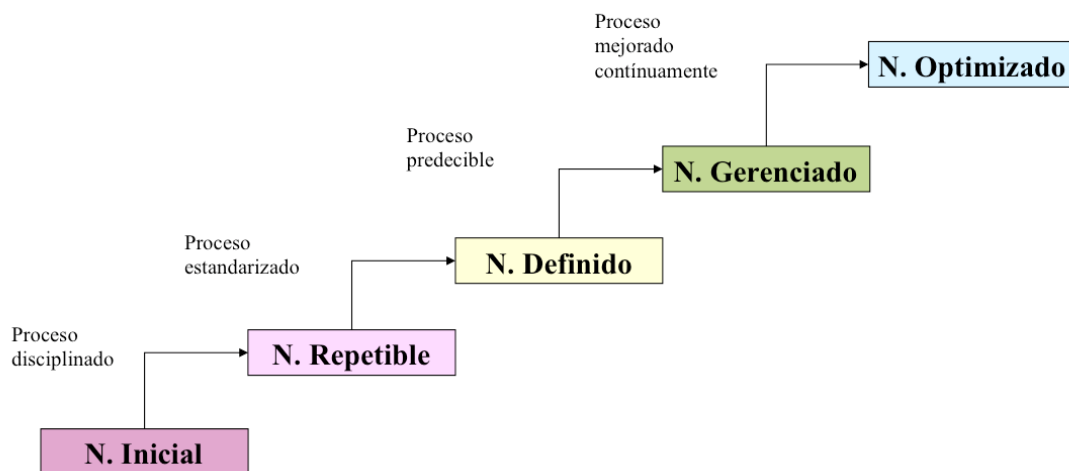 Proceso
mejorado
contínuamente
N. Optimizado
Proceso
predecible
N. Gerenciado
Proceso
estandarizado
N. Definido
Proceso
disciplinado
N. Repetible
N. Inicial